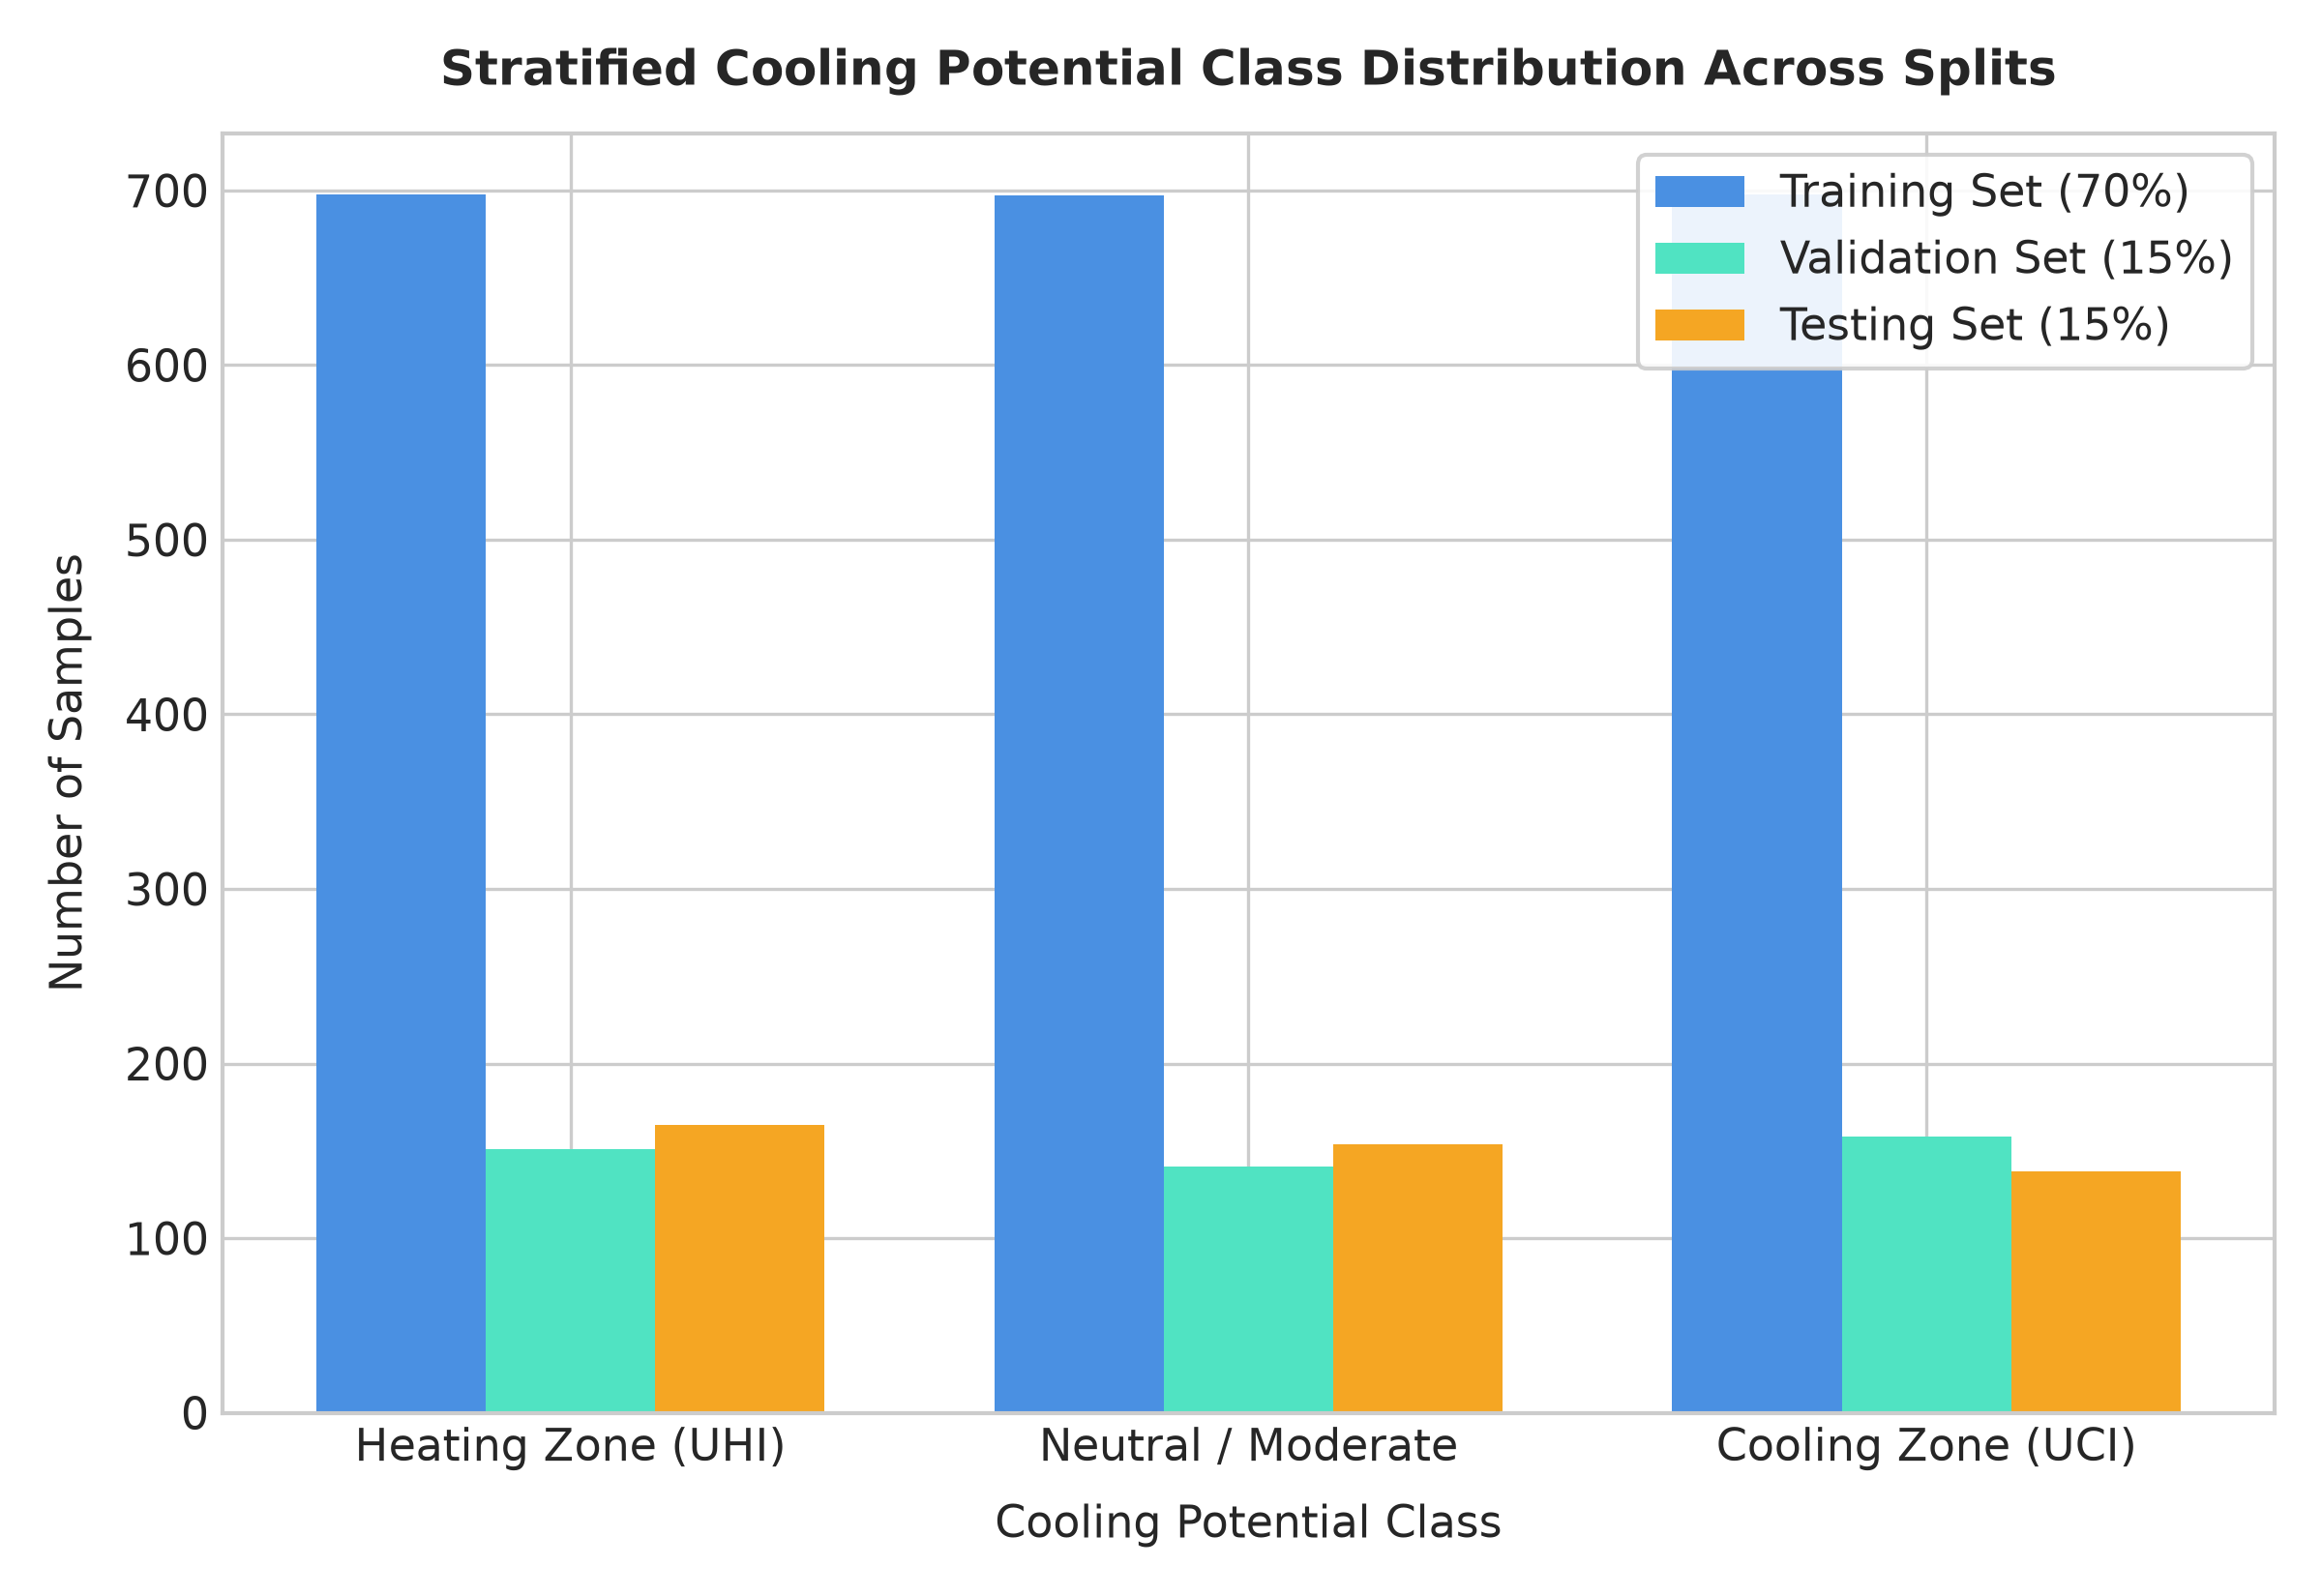 Stratified Cooling Potential Class Distribution Across Splits
Training Set (70%)
Validation Set (15%)
Testing Set (15%)
Number of Samples
700
600
500
400
300
200
100
0
Heating Zone (UHI)
Neutral / Moderate
Cooling Zone (UCI)
Cooling Potential Class